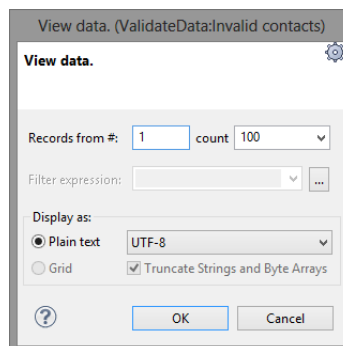 View data. (ValidateData:Invalid contacts)
View data.
Records from #: 1 count 100
Filter expression: ...
Display as:
Plain text UTF-8
Grid Truncate Strings and Byte Arrays
? OK Cancel